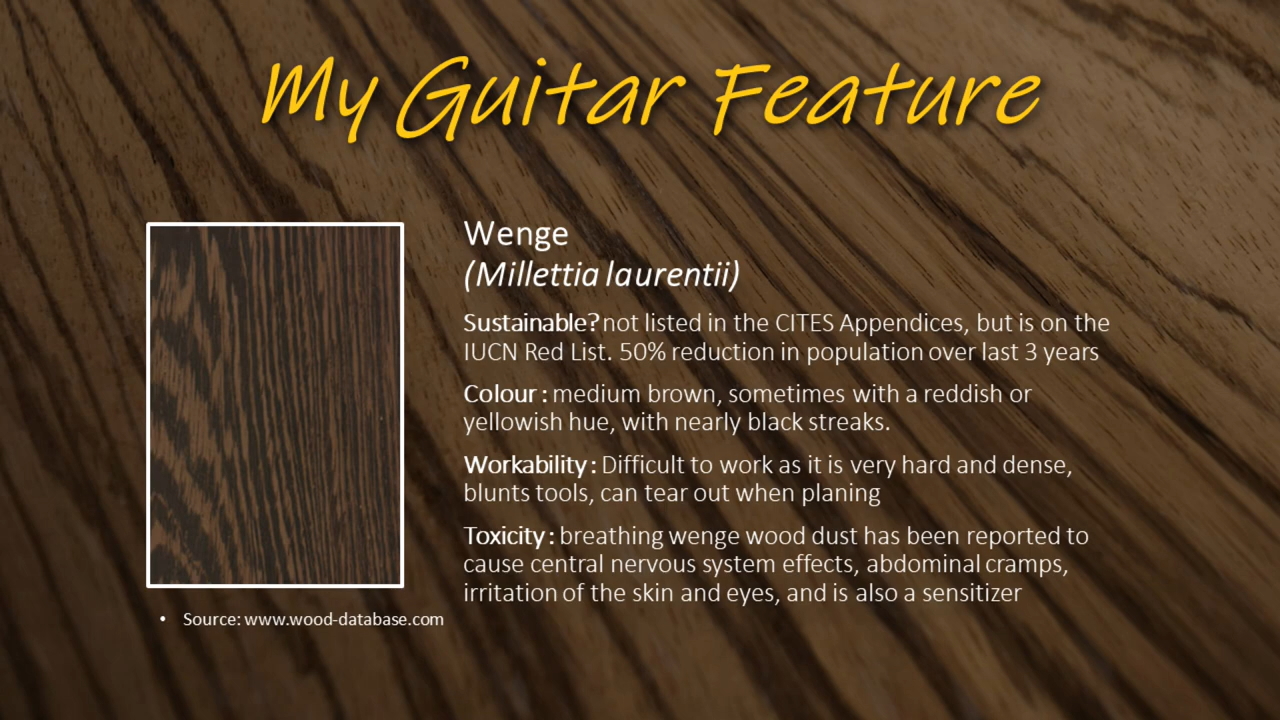 My Guitar Feature
Wenge
(Millettia laurentii)
Sustainable? not listed in the CITES Appendices, but is on the
IUCN Red List. 50% reduction in population over last 3 years
Colour : medium brown, sometimes with a reddish or
yellowish hue, with nearly black streaks.
Workability : Difficult to work as it is very hard and dense,
blunts tools, can tear out when planing
Toxicity : breathing wenge wood dust has been reported to
cause central nervous system effects, abdominal cramps,
irritation of the skin and eyes, and is also a sensitizer
• Source: www.wood-database.com